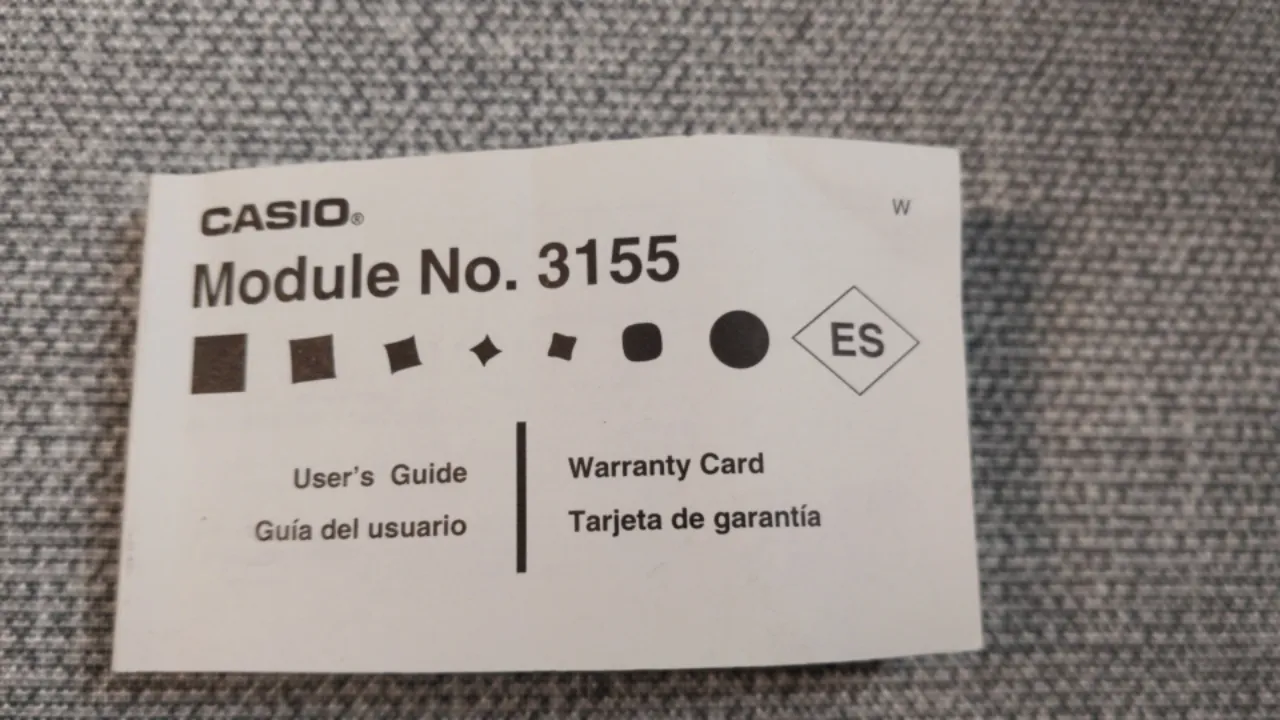 CASIO®
W
Module No. 3155
ES
User's Guide
Guía del usuario
Warranty Card
Tarjeta de garantía